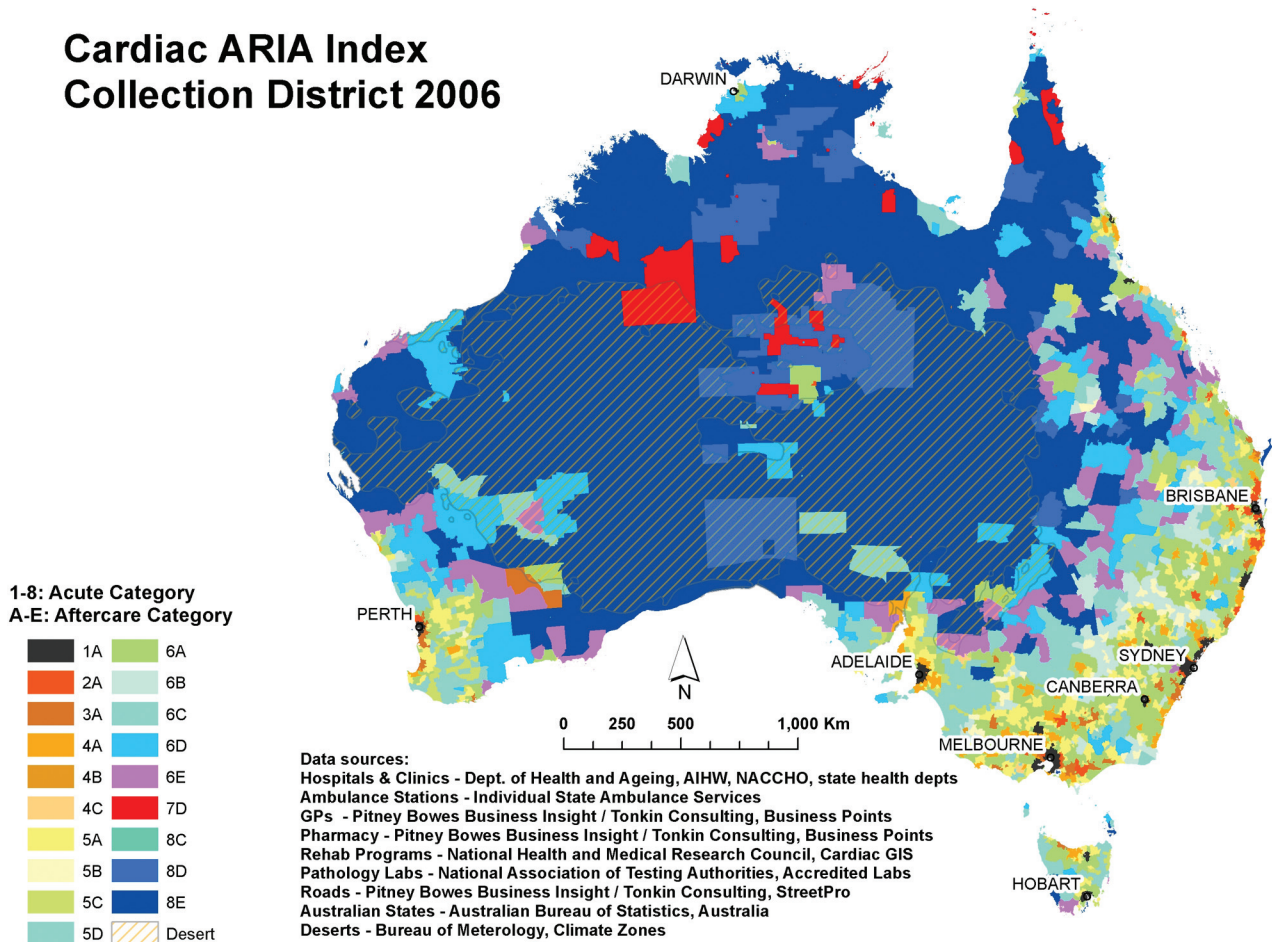 Cardiac ARIA Index
Collection District 2006
DARWIN
BRISBANE
PERTH
ADELAIDE
SYDNEY
CANBERRA
MELBOURNE
HOBART
N
0 250 500 1,000 Km
1-8: Acute Category
A-E: Aftercare Category
1A 6A
2A 6B
3A 6C
4A 6D
4B 6E
4C 7D
5A 8C
5B 8D
5C 8E
5D Desert
Data sources:
Hospitals & Clinics - Dept. of Health and Ageing, AIHW, NACCHO, state health depts
Ambulance Stations - Individual State Ambulance Services
GPs - Pitney Bowes Business Insight / Tonkin Consulting, Business Points
Pharmacy - Pitney Bowes Business Insight / Tonkin Consulting, Business Points
Rehab Programs - National Health and Medical Research Council, Cardiac GIS
Pathology Labs - National Association of Testing Authorities, Accredited Labs
Roads - Pitney Bowes Business Insight / Tonkin Consulting, StreetPro
Australian States - Australian Bureau of Statistics, Australia
Deserts - Bureau of Meterology, Climate Zones